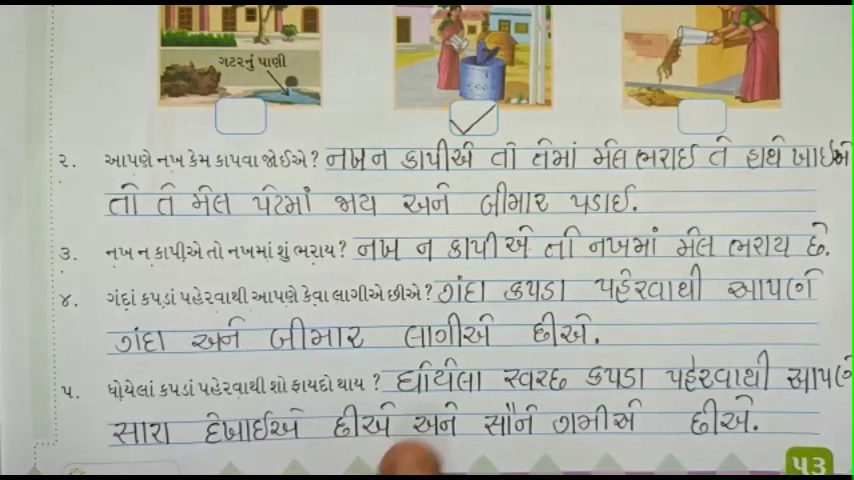 ગટરનું પાણી
૨. આપણે નખ કેમ કાપવા જોઈએ? નખ ન કાપીએ તો તેમાં મેલ ભરાઈ તે હાથે ખાઈએ
તો તે મેલ પેટમાં જાય અને બીમાર પડાઈ.
૩. નખ ન કાપીએ તો નખમાં શું ભરાય? નખ ન કાપીએ તો નખમાં મેલ ભરાય છે.
૪. ગંદાં કપડાં પહેરવાથી આપણે કેવા લાગીએ છીએ? ગંદા કપડા પહેરવાથી આપણે
ગંદા અને બીમાર લાગીએ છીએ.
૫. ધોયેલાં કપડાં પહેરવાથી શો ફાયદો થાય? ધોયેલા સ્વચ્છ કપડા પહેરવાથી આપણે
સારા દેખાઈએ છીએ અને સૌને ગમીએ છીએ.
૫૩